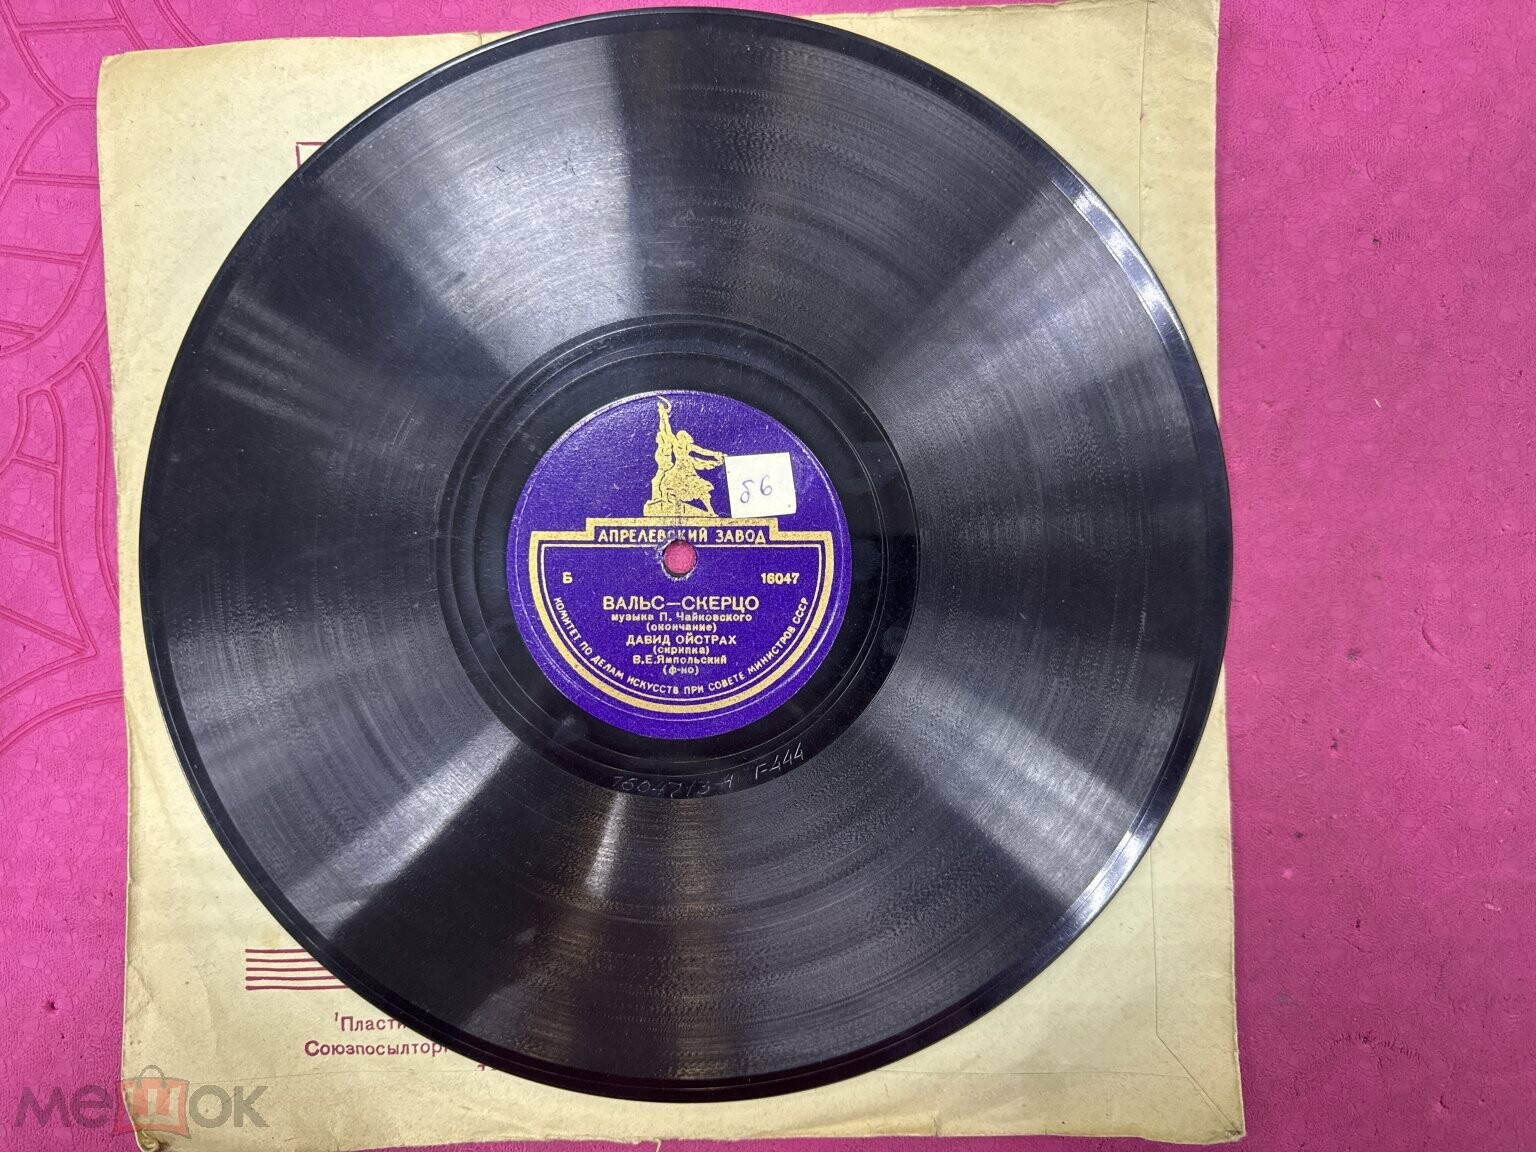 86
АПРЕЛЕВСКИЙ ЗАВОД
Б 16047
ВАЛЬС—СКЕРЦО
музыка П. Чайковского
(окончание)
ДАВИД ОЙСТРАХ
(скрипка)
В.Е.Ямпольский
(ф-но)
КОМИТЕТ ПО ДЕЛАМ ИСКУССТВ ПРИ СОВЕТЕ МИНИСТРОВ СССР
F-444
Союзпосылторг
мешок